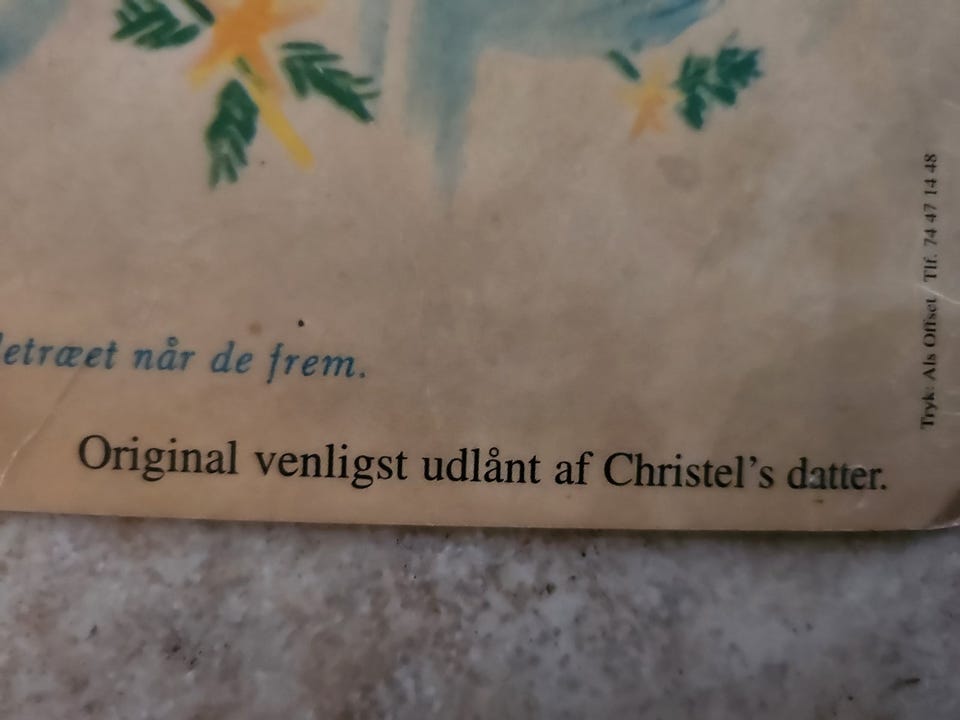 letræet når de frem.
Original venligst udlånt af Christel's datter.
Tryk: Als Offset / Tlf. 74 47 14 48